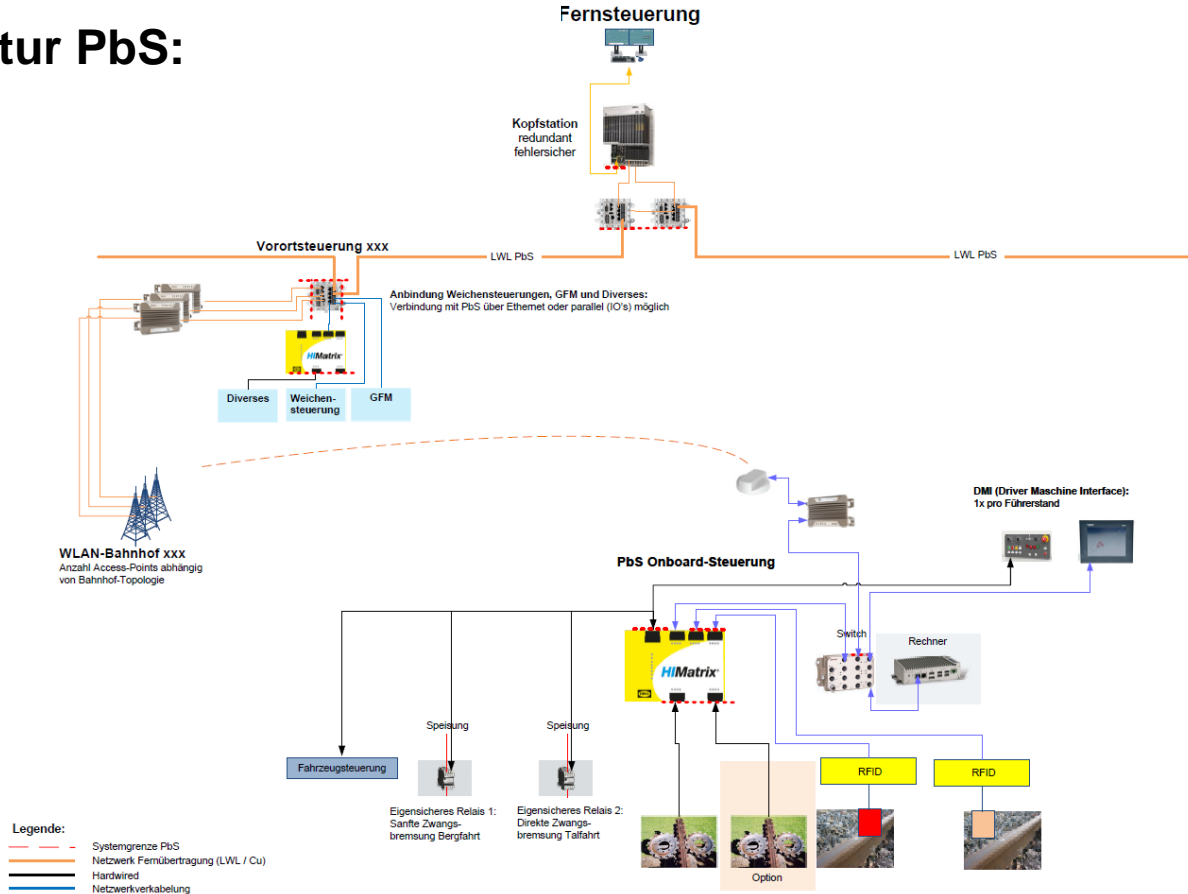 tur PbS:
Fernsteuerung
Kopfstation
redundant
fehlersicher
Vorortsteuerung xxx
LWL PbS
LWL PbS
Anbindung Weichensteuerungen, GFM und Diverses:
Verbindung mit PbS über Ethernet oder parallel (IO's) möglich
HIMatrix
Diverses
Weichen-
steuerung
GFM
WLAN-Bahnhof xxx
Anzahl Access-Points abhängig
von Bahnhof-Topologie
DMI (Driver Maschine Interface):
1x pro Führerstand
PbS Onboard-Steuerung
HIMatrix
Switch
Rechner
Speisung
Speisung
Fahrzeugsteuerung
Eigensicheres Relais 1:
Sanfte Zwangs-
bremsung Bergfahrt
Eigensicheres Relais 2:
Direkte Zwangs-
bremsung Talfahrt
RFID
RFID
Option
Legende:
Systemgrenze PbS
Netzwerk Fernübertragung (LWL / Cu)
Hardwired
Netzwerkverkabelung